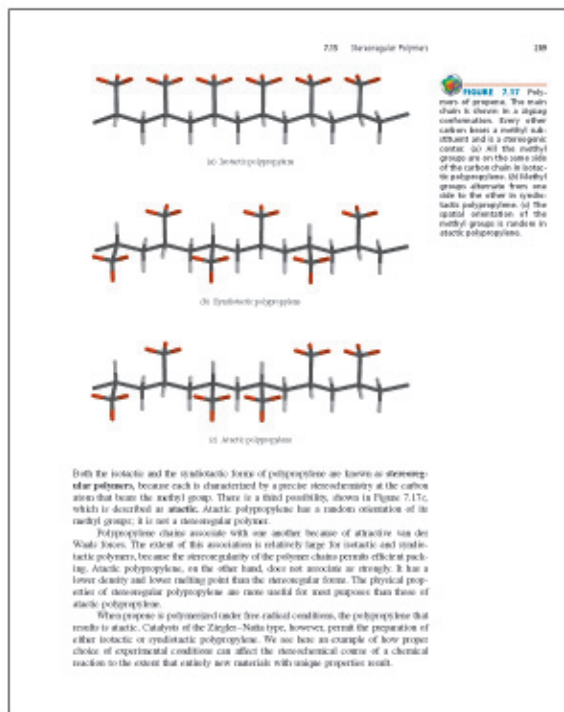 7.15 Stereoregular Polymers 269
FIGURE 7.17 Poly-
mers of propene. The main
chain is shown in a zigzag
conformation. Every other
carbon bears a methyl sub-
stituent and is a stereogenic
center. (a) All the methyl
groups are on the same side
of the carbon chain in isotac-
tic polypropylene. (b) Methyl
groups alternate from one
side to the other in syndio-
tactic polypropylene. (c) The
spatial orientation of the
methyl groups is random in
atactic polypropylene.
(a) Isotactic polypropylene
(b) Syndiotactic polypropylene
(c) Atactic polypropylene
Both the isotactic and the syndiotactic forms of polypropylene are known as stereoreg-
ular polymers, because each is characterized by a precise stereochemistry at the carbon
atom that bears the methyl group. There is a third possibility, shown in Figure 7.17c,
which is described as atactic. Atactic polypropylene has a random orientation of its
methyl groups; it is not a stereoregular polymer.
Polypropylene chains associate with one another because of attractive van der
Waals forces. The extent of this association is relatively large for isotactic and syndio-
tactic polymers, because the stereoregularity of the polymer chains permits efficient pack-
ing. Atactic polypropylene, on the other hand, does not associate as strongly. It has a
lower density and lower melting point than the stereoregular forms. The physical prop-
erties of stereoregular polypropylene are more useful for most purposes than those of
atactic polypropylene.
When propene is polymerized under free-radical conditions, the polypropylene that
results is atactic. Catalysts of the Ziegler–Natta type, however, permit the preparation of
either isotactic or syndiotactic polypropylene. We see here an example of how proper
choice of experimental conditions can affect the stereochemical course of a chemical
reaction to the extent that entirely new materials with unique properties result.